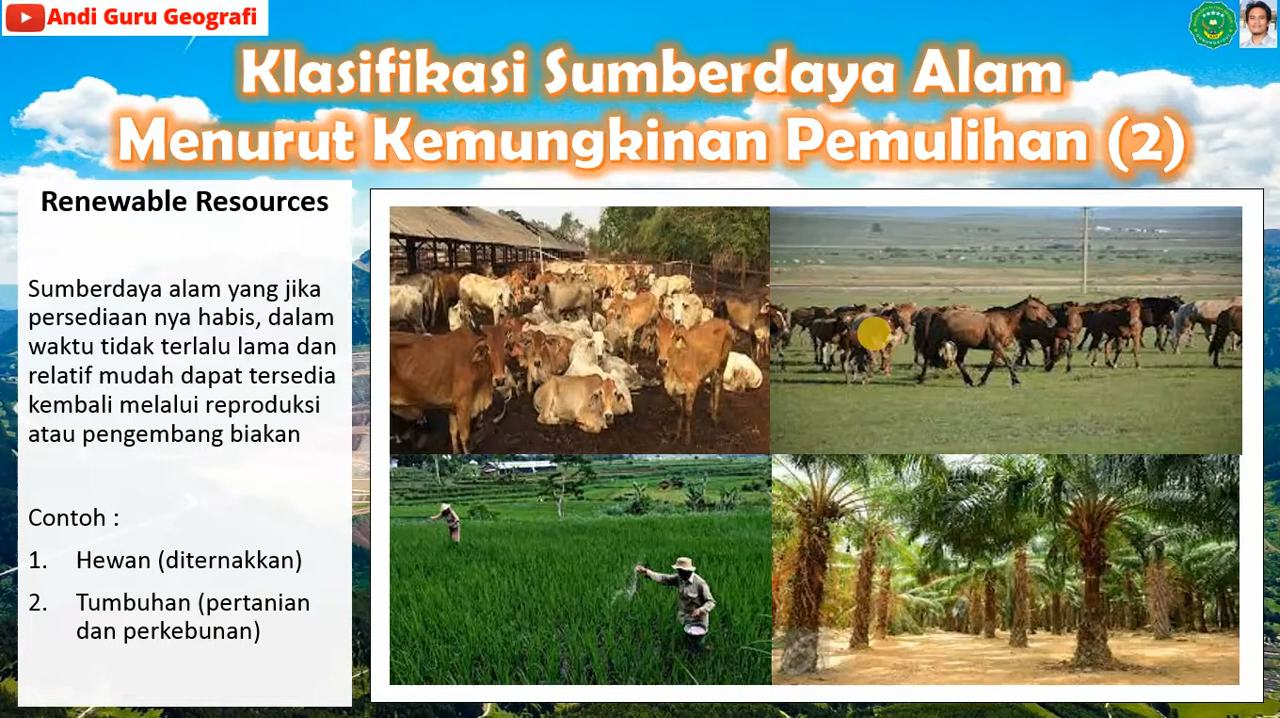 Andi Guru Geografi
Klasifikasi Sumberdaya Alam
Menurut Kemungkinan Pemulihan (2)
Renewable Resources
Sumberdaya alam yang jika
persediaan nya habis, dalam
waktu tidak terlalu lama dan
relatif mudah dapat tersedia
kembali melalui reproduksi
atau pengembang biakan
Contoh :
1. Hewan (diternakkan)
2. Tumbuhan (pertanian
dan perkebunan)